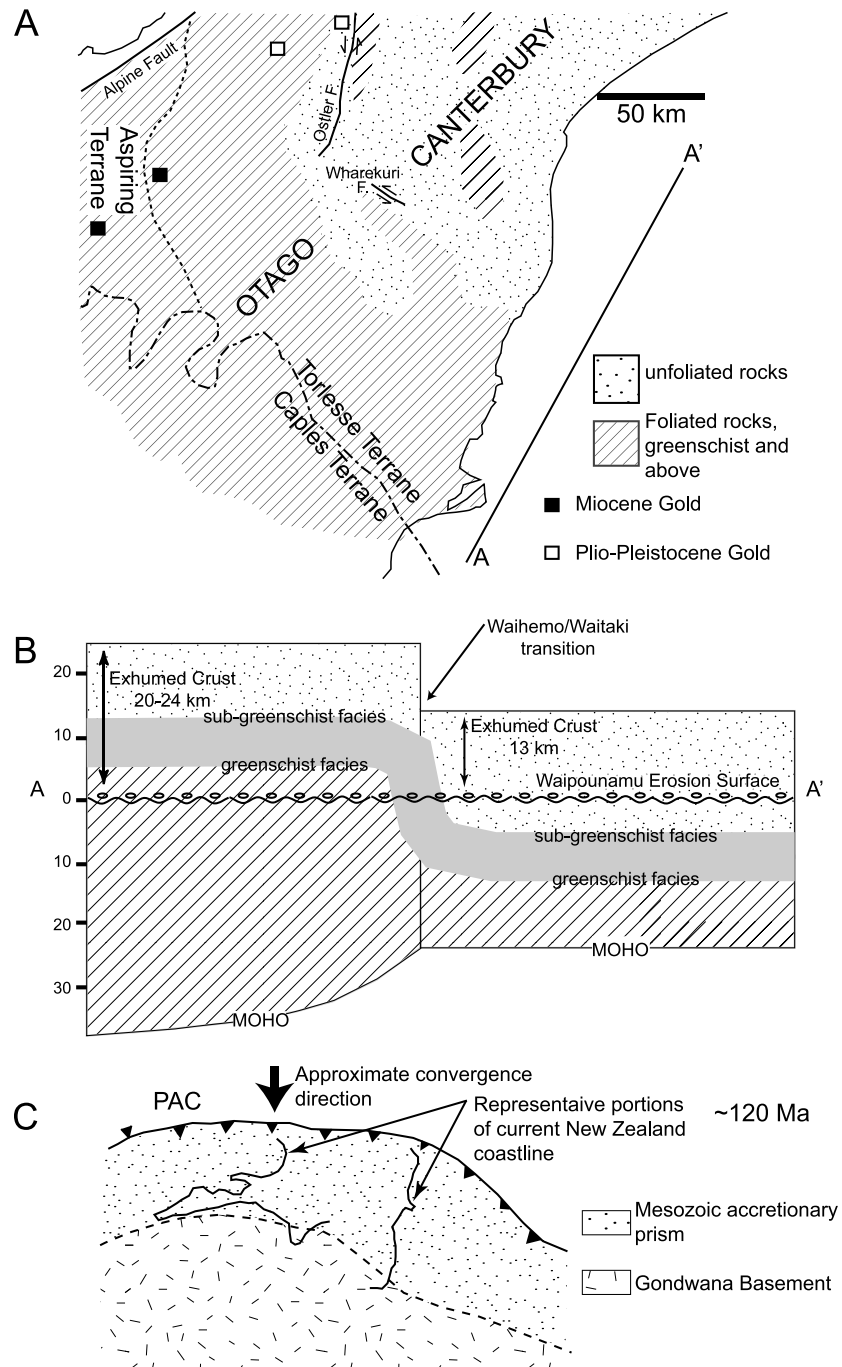 A
Alpine Fault
Ostler F.
CANTERBURY
50 km
A'
Aspiring
Terrane
Wharekuri
F.
OTAGO
Torlesse Terrane
Caples Terrane
unfoliated rocks
Foliated rocks,
greenschist and
above
Miocene Gold
A
Plio-Pleistocene Gold
B
Waihemo/Waitaki
transition
20
Exhumed Crust
20-24 km
sub-greenschist facies
10
Exhumed Crust
13 km
greenschist facies
Waipounamu Erosion Surface
A
0
A'
sub-greenschist facies
10
greenschist facies
20
MOHO
30
MOHO
C
PAC
Approximate convergence
direction
Representaive portions
of current New Zealand
coastline
~120 Ma
Mesozoic accretionary
prism
Gondwana Basement